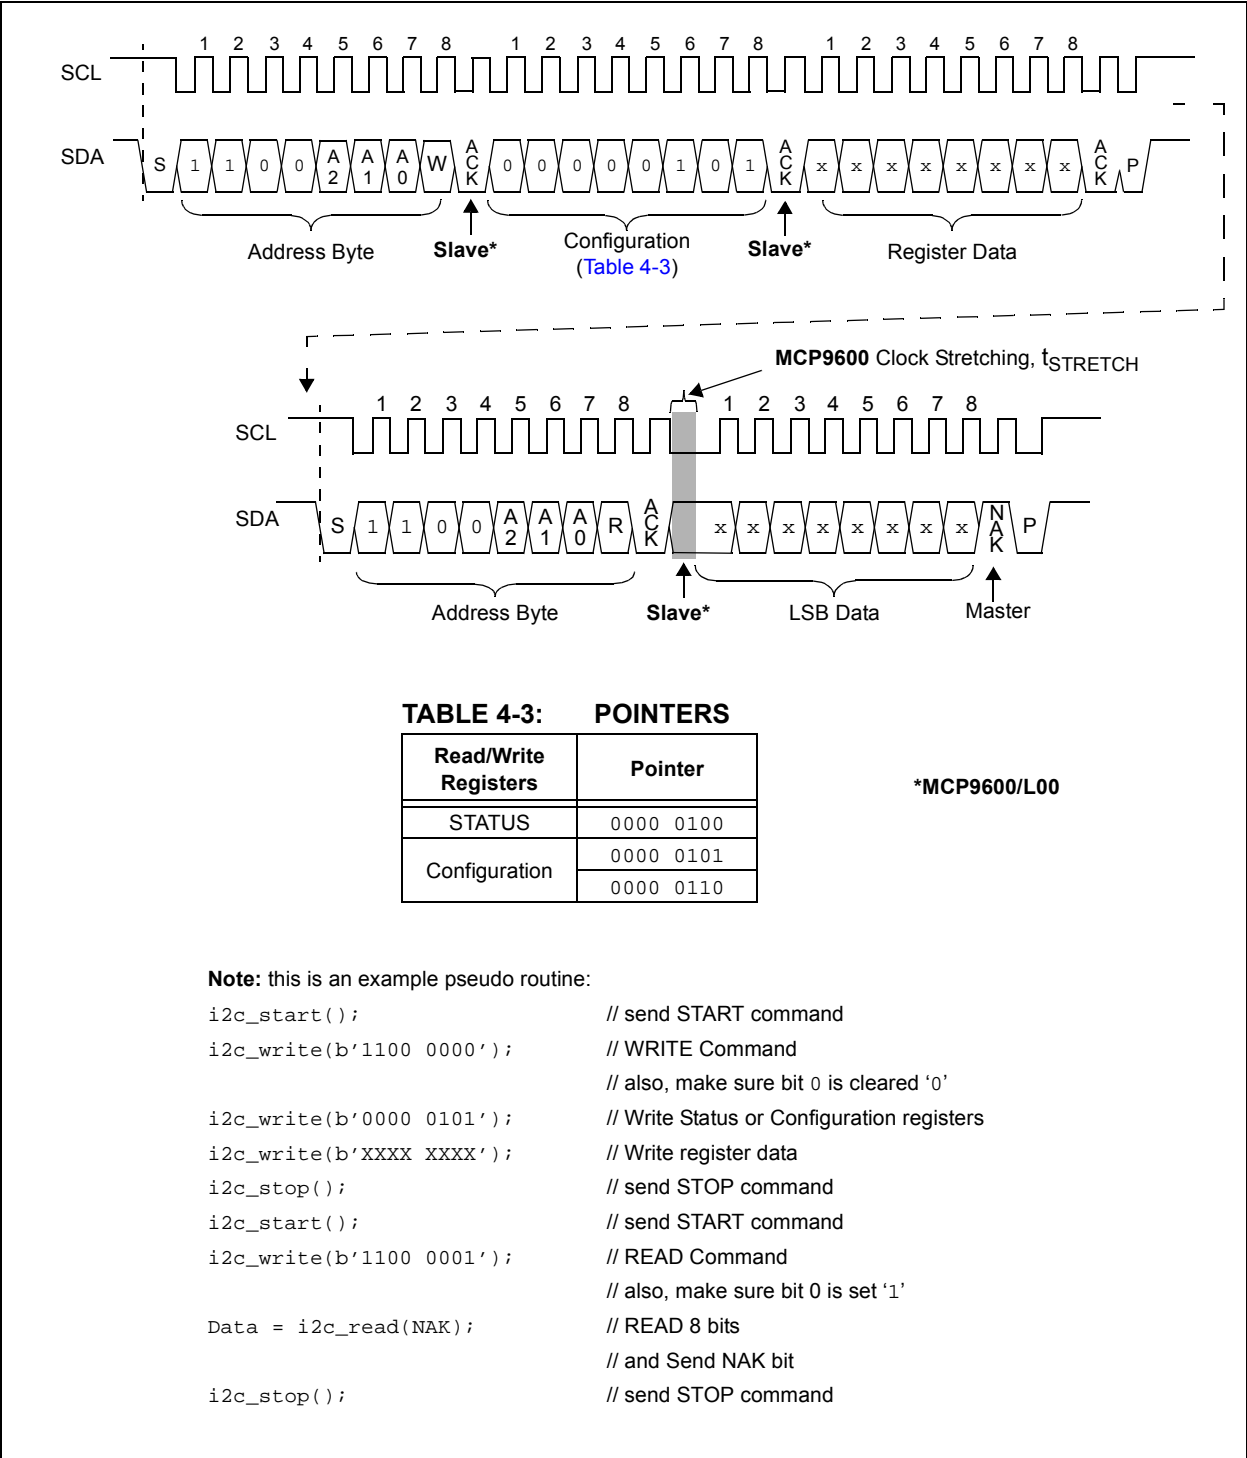 1 2 3 4 5 6 7 8 1 2 3 4 5 6 7 8 1 2 3 4 5 6 7 8
SCL
SDA S 1 1 0 0 A2 A1 A0 W ACK 0 0 0 0 0 1 0 1 ACK x x x x x x x x ACK P
Address Byte Slave* Configuration Slave* Register Data
(Table 4-3)
MCP9600 Clock Stretching, tSTRETCH
1 2 3 4 5 6 7 8 1 2 3 4 5 6 7 8
SCL
SDA S 1 1 0 0 A2 A1 A0 R ACK x x x x x x x x NAK P
Address Byte Slave* LSB Data Master
TABLE 4-3: POINTERS
Read/Write Registers Pointer
*MCP9600/L00
STATUS 0000 0100
Configuration 0000 0101
0000 0110
Note: this is an example pseudo routine:
i2c_start(); // send START command
i2c_write(b’1100 0000’); // WRITE Command
// also, make sure bit 0 is cleared ‘0’
i2c_write(b’0000 0101’); // Write Status or Configuration registers
i2c_write(b’XXXX XXXX’); // Write register data
i2c_stop(); // send STOP command
i2c_start(); // send START command
i2c_write(b’1100 0001’); // READ Command
// also, make sure bit 0 is set ‘1’
Data = i2c_read(NAK); // READ 8 bits
// and Send NAK bit
i2c_stop(); // send STOP command